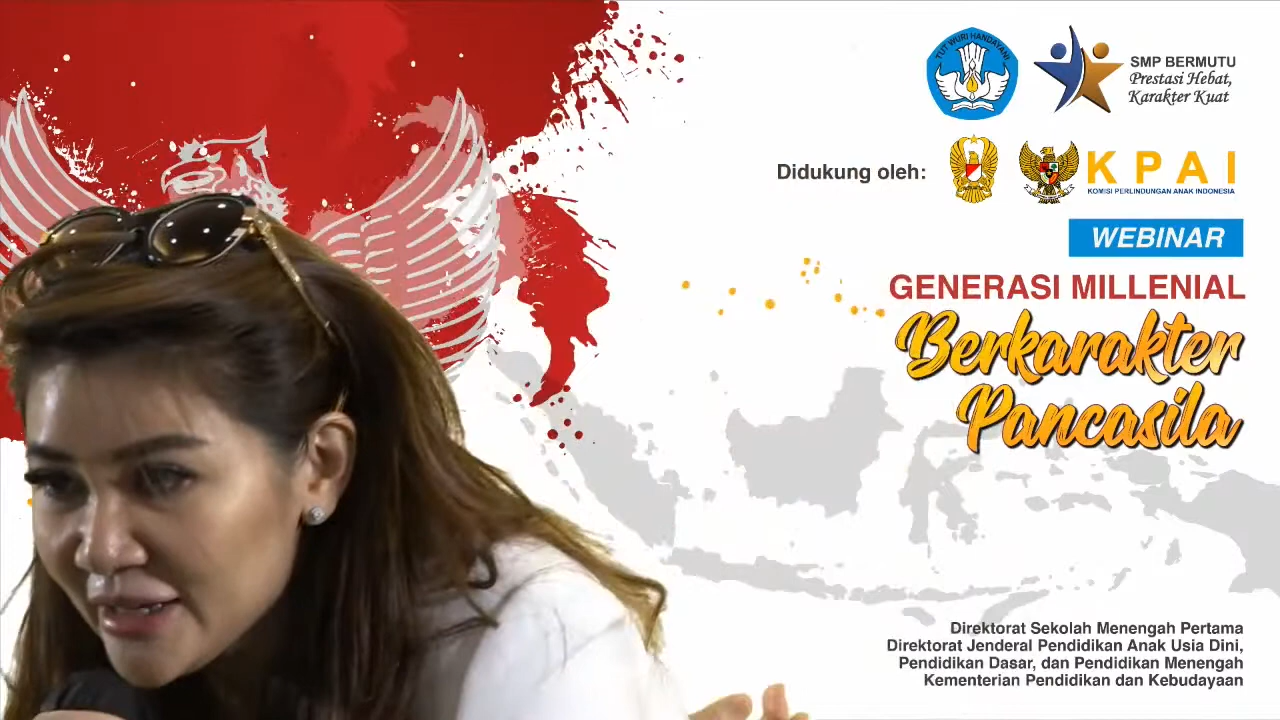 TUT WURI HANDAYANI
SMP BERMUTU
Prestasi Hebat,
Karakter Kuat
Didukung oleh:
KPAI
KOMISI PERLINDUNGAN ANAK INDONESIA
WEBINAR
GENERASI MILLENIAL
Berkarakter
Pancasila
Direktorat Sekolah Menengah Pertama
Direktorat Jenderal Pendidikan Anak Usia Dini,
Pendidikan Dasar, dan Pendidikan Menengah
Kementerian Pendidikan dan Kebudayaan